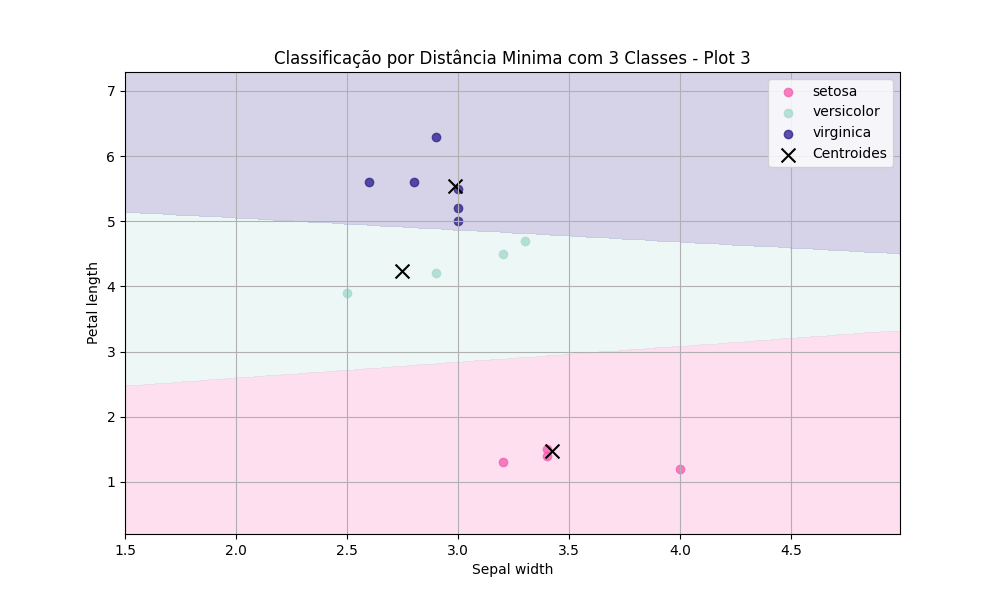 Classificação por Distância Minima com 3 Classes - Plot 3
setosa
versicolor
virginica
Centroides
Petal length
7
6
5
4
3
2
1
1.5
2.0
2.5
3.0
3.5
4.0
4.5
Sepal width